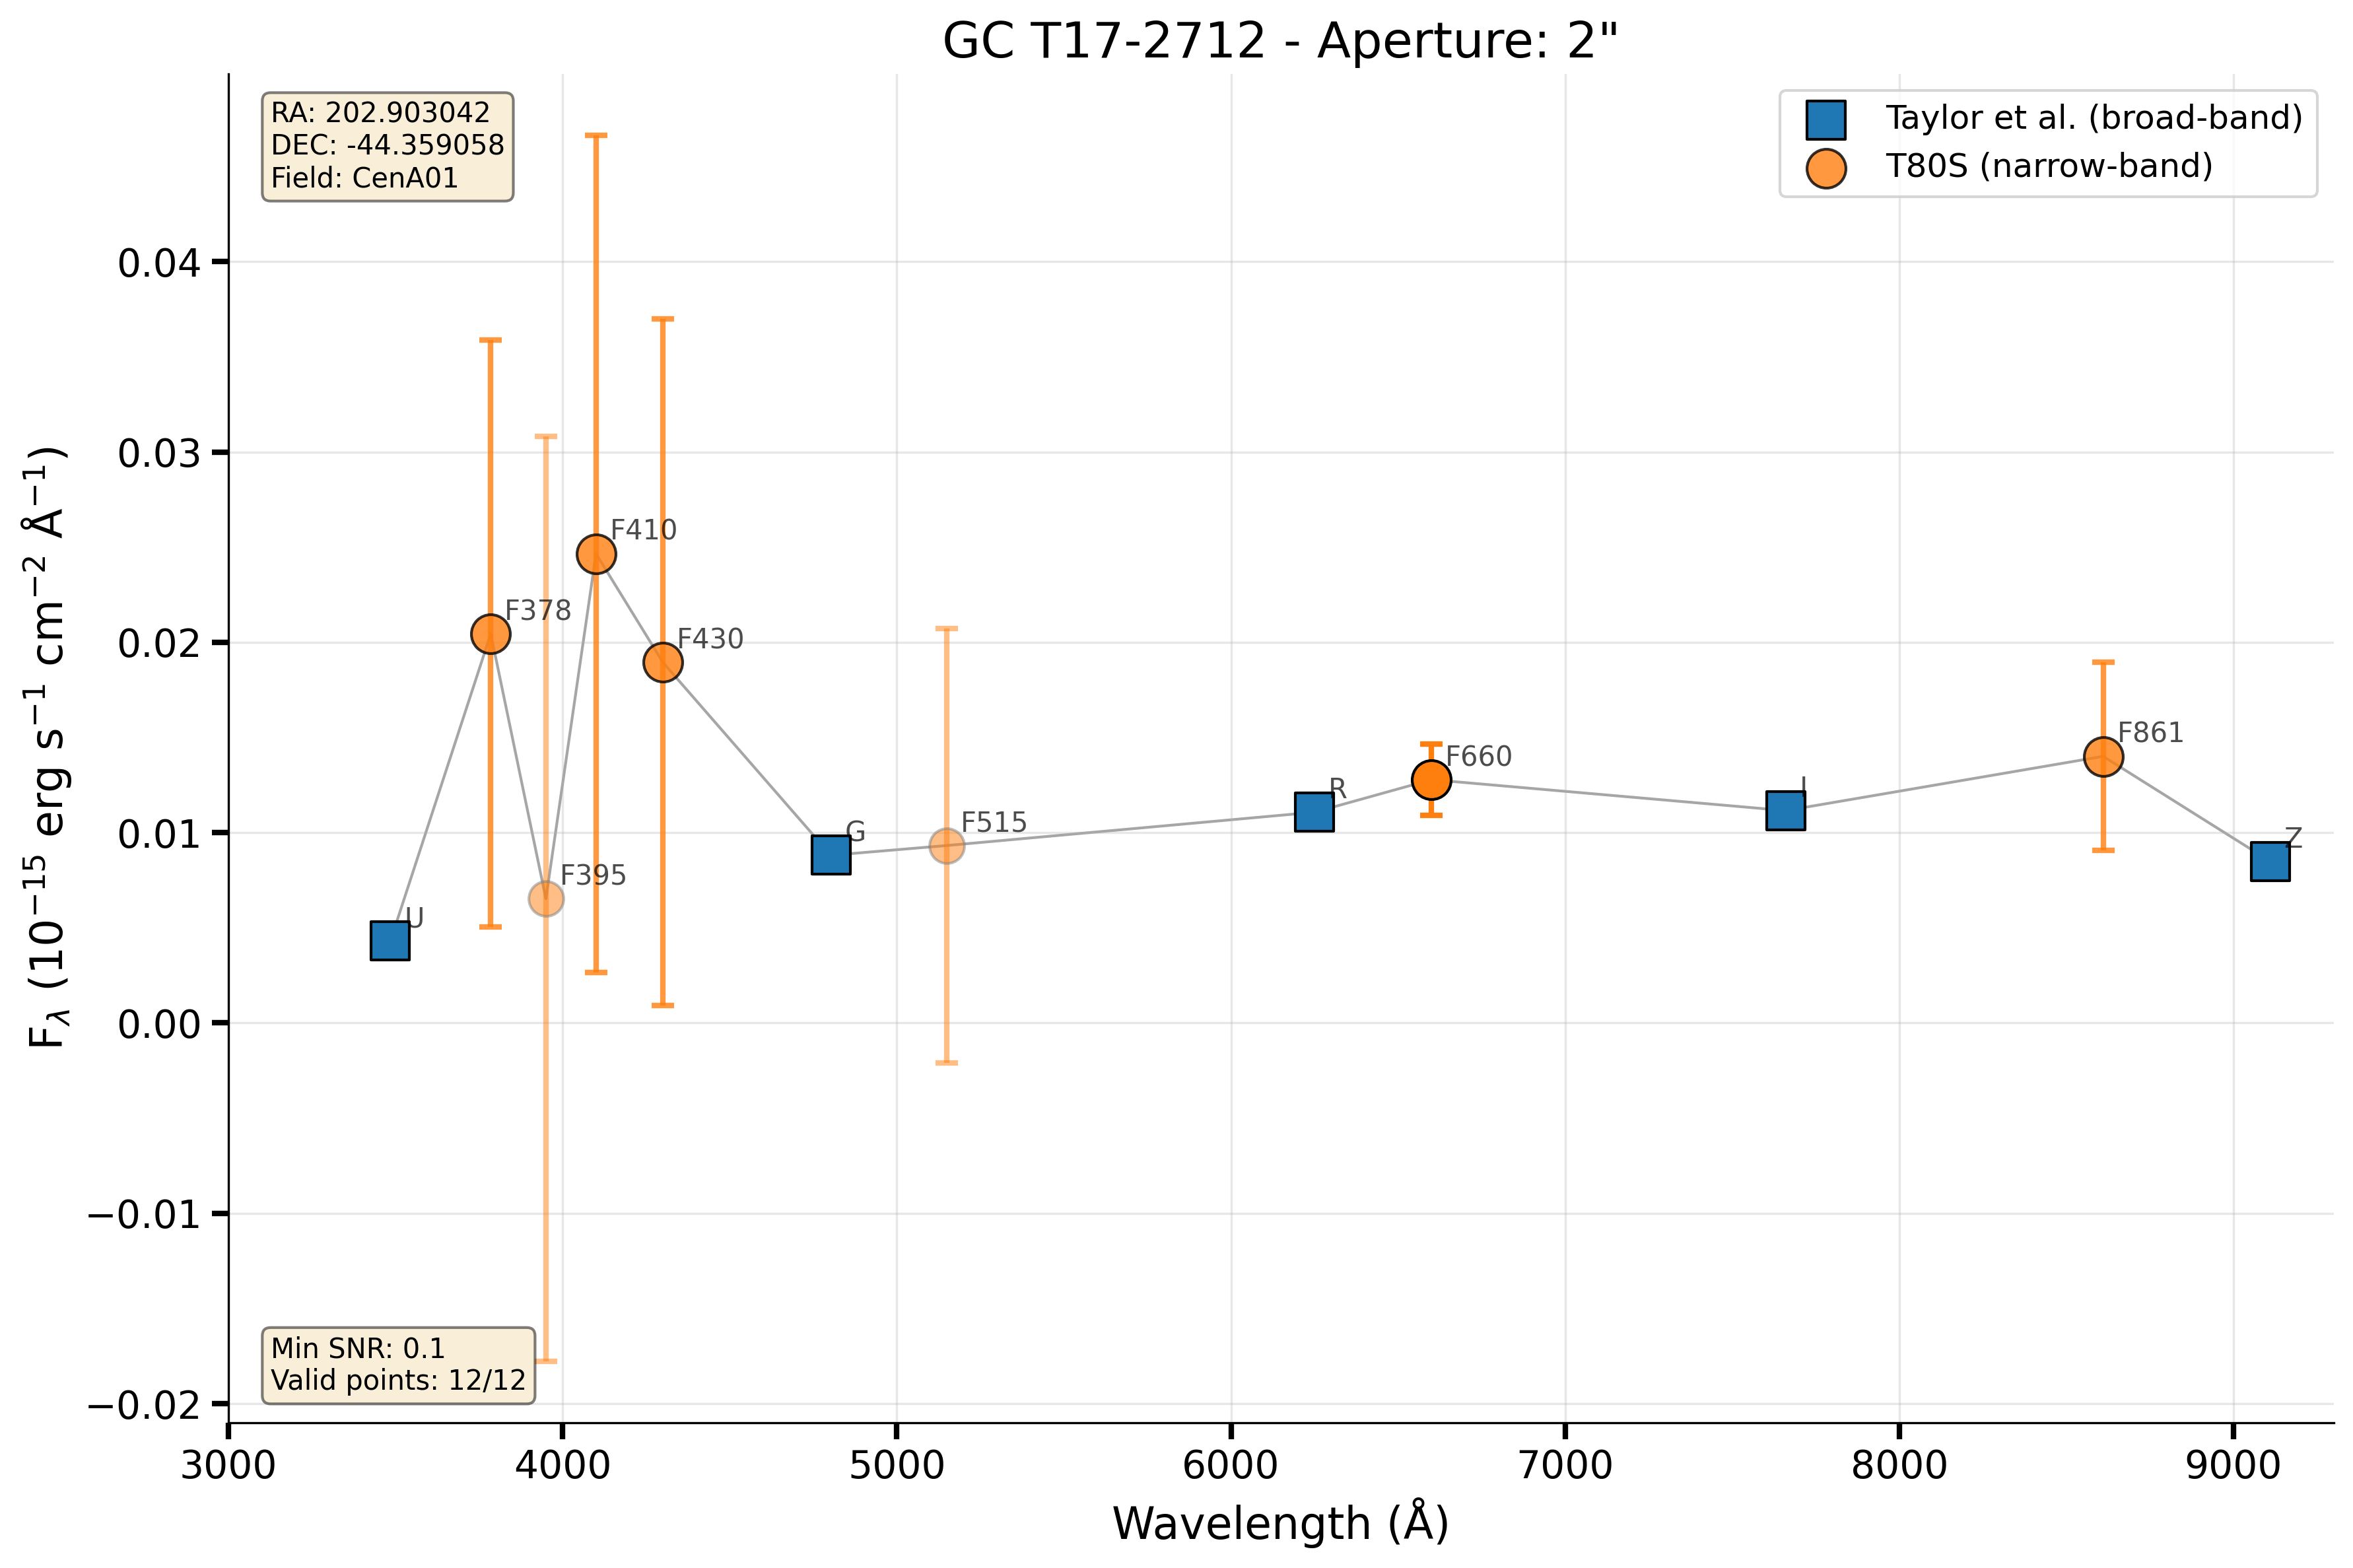 GC T17-2712 - Aperture: 2"
RA: 202.903042
DEC: -44.359058
Field: CenA01
Taylor et al. (broad-band)
T80S (narrow-band)
F_λ (10⁻¹⁵ erg s⁻¹ cm⁻² Å⁻¹)
0.04
0.03
0.02
0.01
0.00
−0.01
−0.02
U
F378
F395
F410
F430
G
F515
R
F660
I
F861
Z
Min SNR: 0.1
Valid points: 12/12
3000 4000 5000 6000 7000 8000 9000
Wavelength (Å)